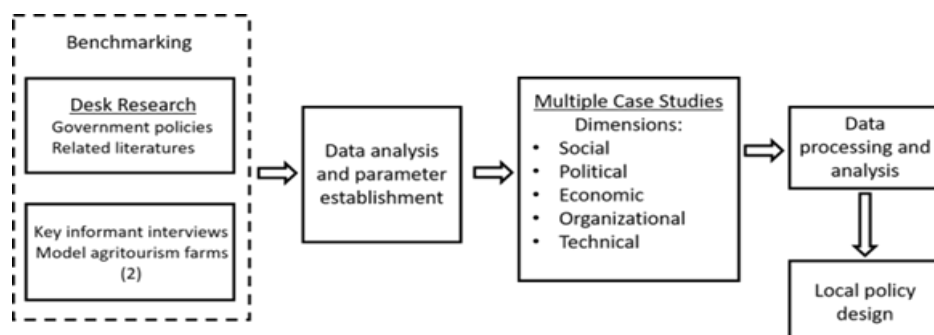 Benchmarking
Desk Research
Government policies
Related literatures
Key informant interviews
Model agritourism farms
(2)
Data analysis
and parameter
establishment
Multiple Case Studies
Dimensions:
• Social
• Political
• Economic
• Organizational
• Technical
Data
processing and
analysis
Local policy
design